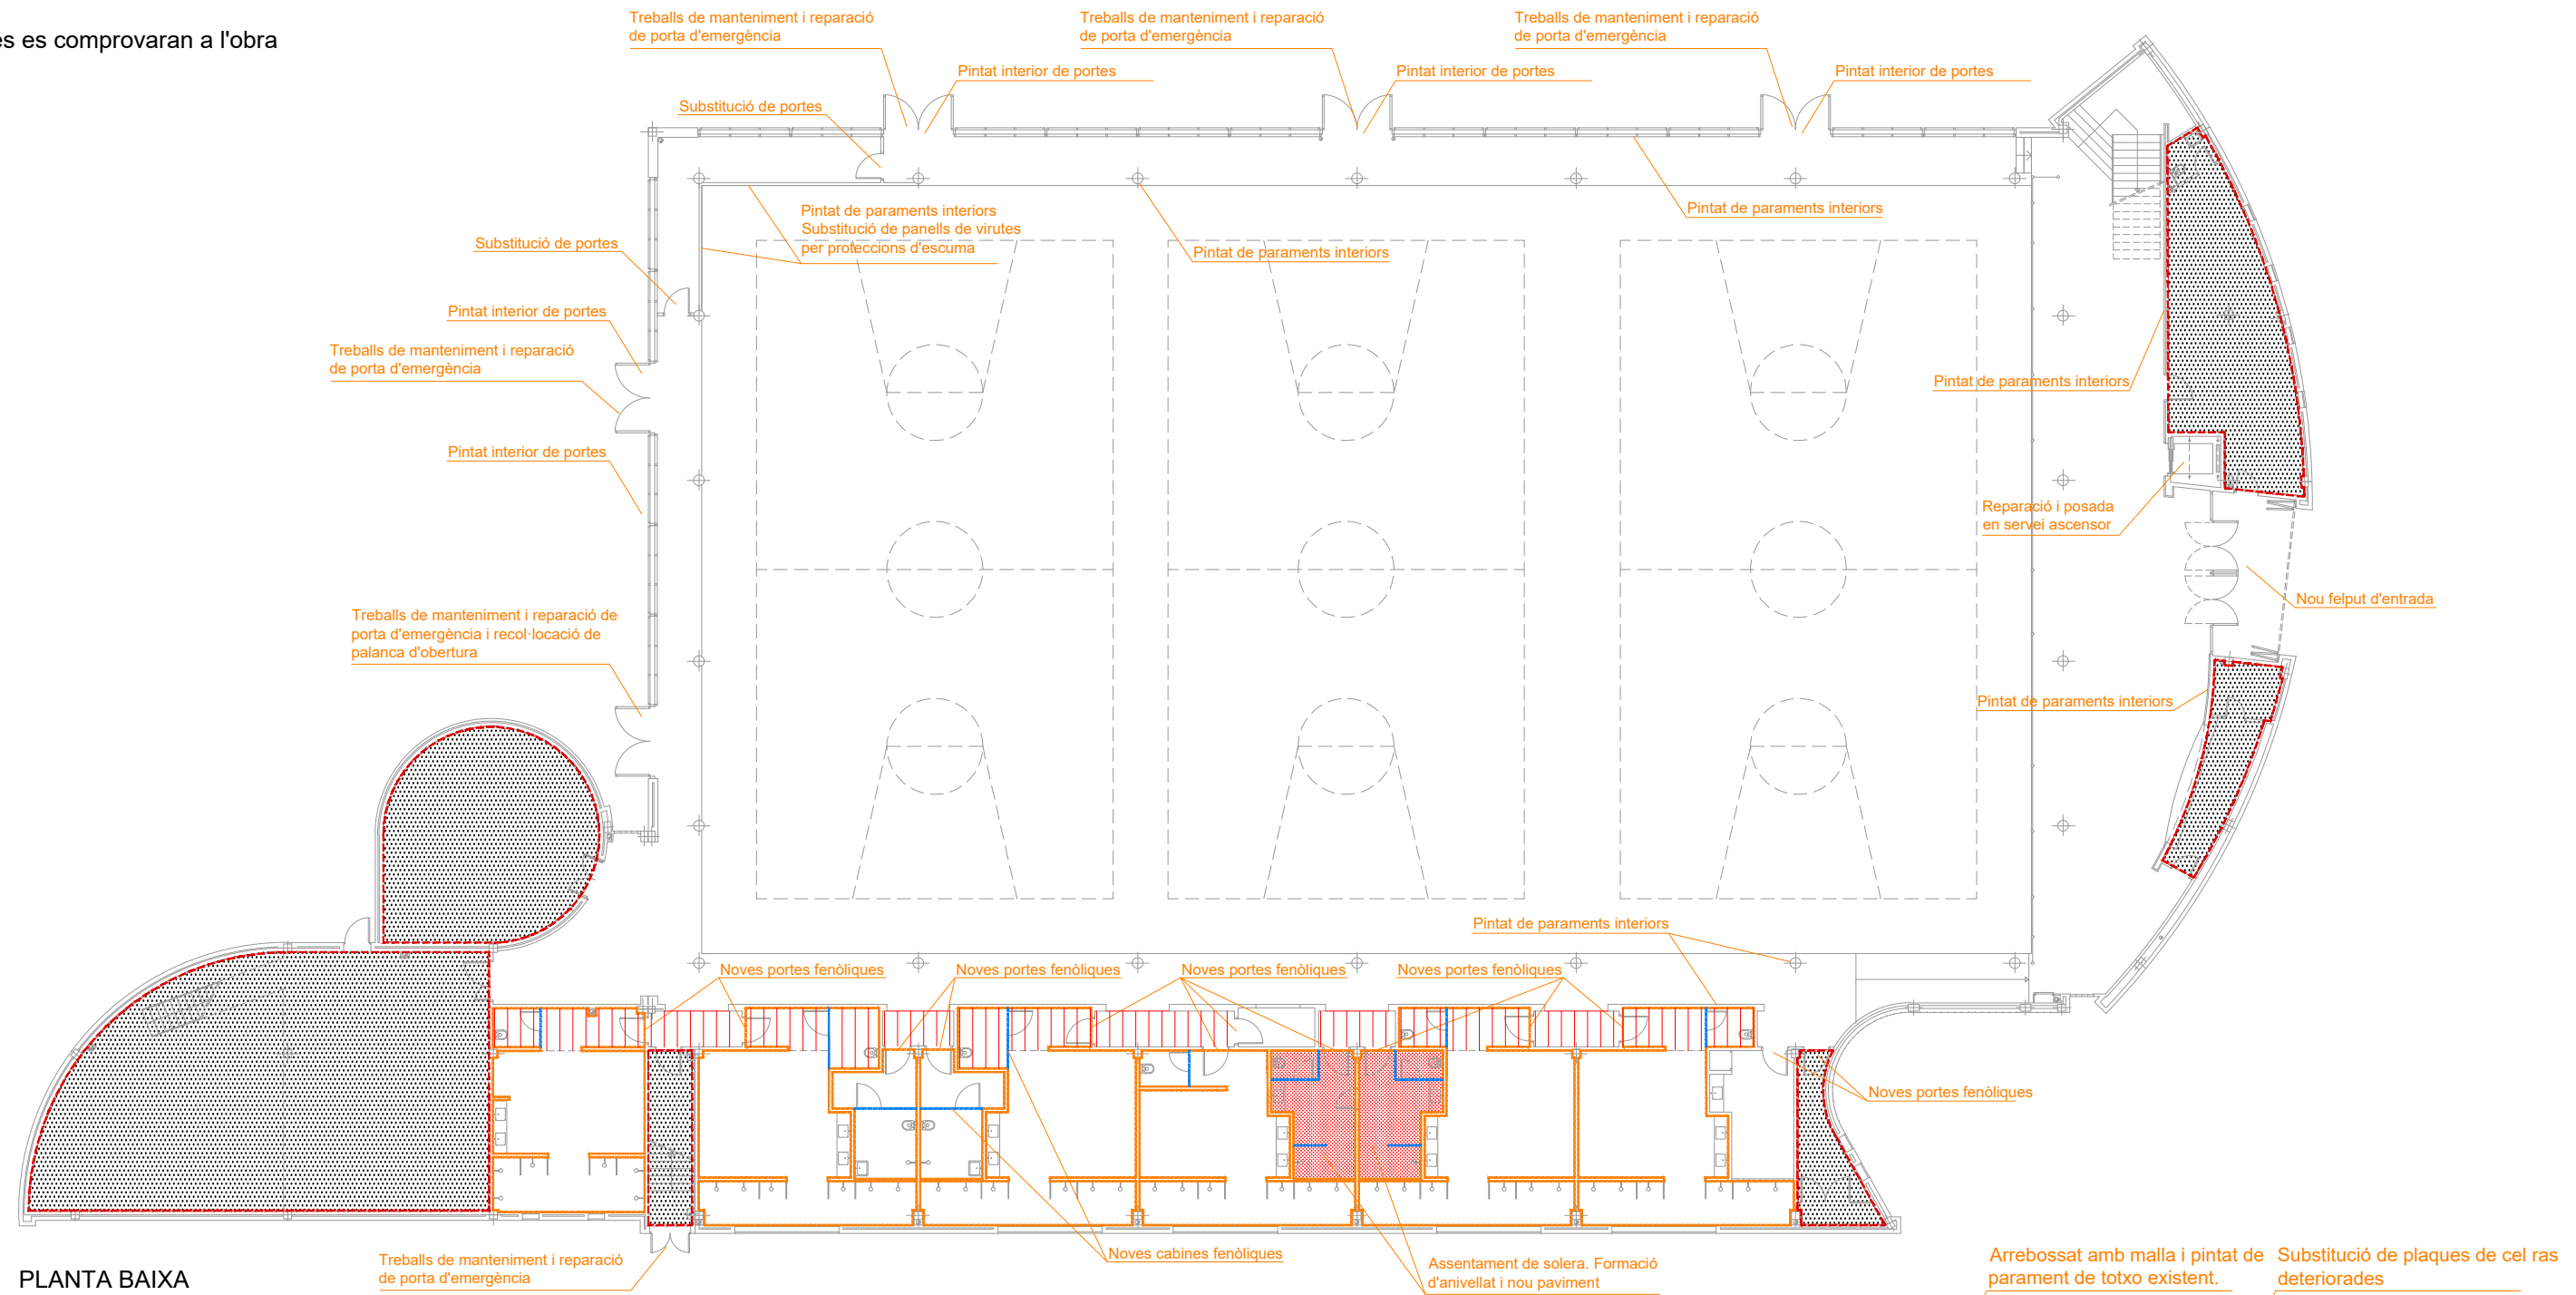 es es comprovaran a l'obra
Treballs de manteniment i reparació
de porta d'emergència
Treballs de manteniment i reparació
de porta d'emergència
Treballs de manteniment i reparació
de porta d'emergència
Pintat interior de portes
Pintat interior de portes
Pintat interior de portes
Substitució de portes
Pintat de paraments interiors
Substitució de panells de virutes
per proteccions d'escuma
Pintat de paraments interiors
Pintat de paraments interiors
Substitució de portes
Pintat interior de portes
Treballs de manteniment i reparació
de porta d'emergència
Pintat de paraments interiors
Pintat interior de portes
Reparació i posada
en servei ascensor
Nou felput d'entrada
Treballs de manteniment i reparació de
porta d'emergència i recol·locació de
palanca d'obertura
Pintat de paraments interiors
Pintat de paraments interiors
Noves portes fenòliques
Noves portes fenòliques
Noves portes fenòliques
Noves portes fenòliques
Noves portes fenòliques
Noves cabines fenòliques
Treballs de manteniment i reparació
de porta d'emergència
Assentament de solera. Formació
d'anivellat i nou paviment
Arrebossat amb malla i pintat de
parament de totxo existent.
Substitució de plaques de cel ras
deteriorades
PLANTA BAIXA